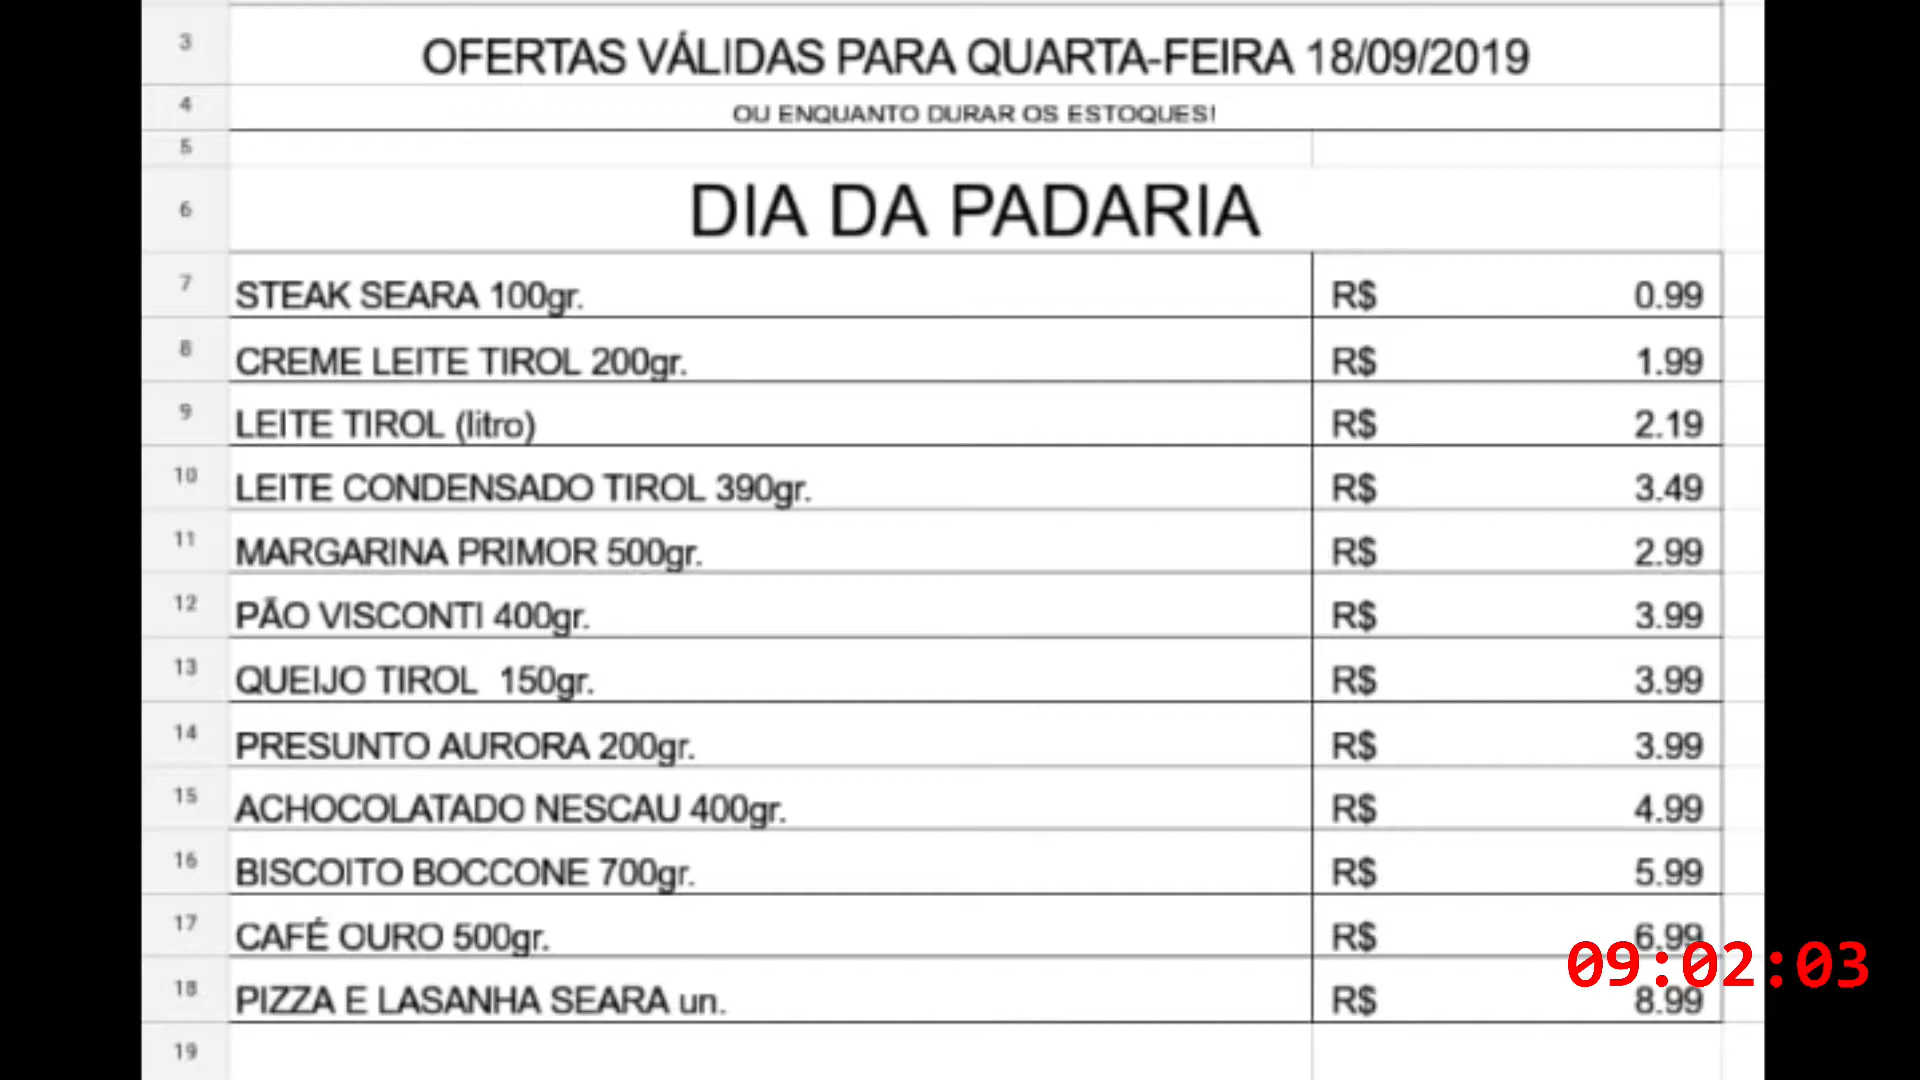 3 OFERTAS VÁLIDAS PARA QUARTA-FEIRA 18/09/2019
4 OU ENQUANTO DURAR OS ESTOQUES!
5
6 DIA DA PADARIA
7 STEAK SEARA 100gr. R$ 0.99
8 CREME LEITE TIROL 200gr. R$ 1.99
9 LEITE TIROL (litro) R$ 2.19
10 LEITE CONDENSADO TIROL 390gr. R$ 3.49
11 MARGARINA PRIMOR 500gr. R$ 2.99
12 PÃO VISCONTI 400gr. R$ 3.99
13 QUEIJO TIROL 150gr. R$ 3.99
14 PRESUNTO AURORA 200gr. R$ 3.99
15 ACHOCOLATADO NESCAU 400gr. R$ 4.99
16 BISCOITO BOCCONE 700gr. R$ 5.99
17 CAFÉ OURO 500gr. R$ 6.99
09:02:03
18 PIZZA E LASANHA SEARA un. R$ 8.99
19